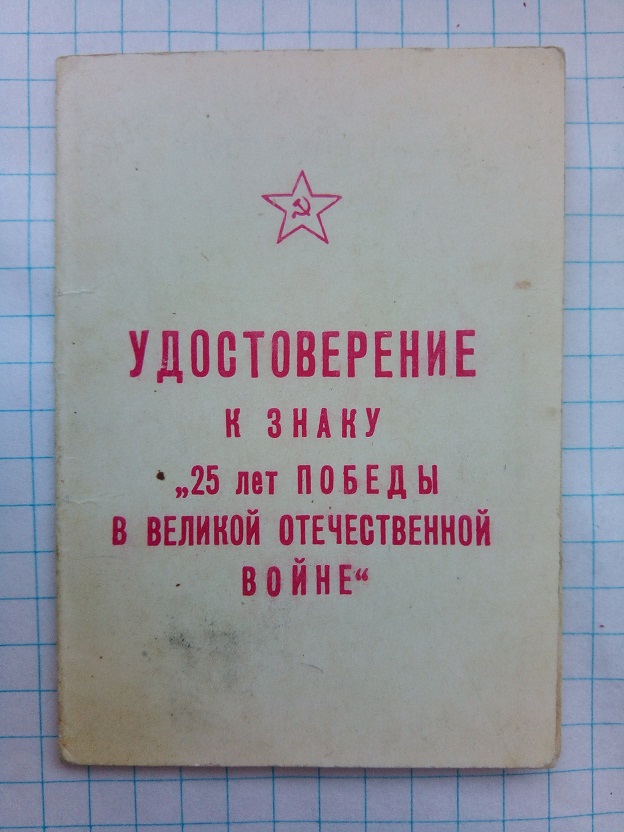 УДОСТОВЕРЕНИЕ
К ЗНАКУ
„25 лет ПОБЕДЫ
В ВЕЛИКОЙ ОТЕЧЕСТВЕННОЙ
ВОЙНЕ“